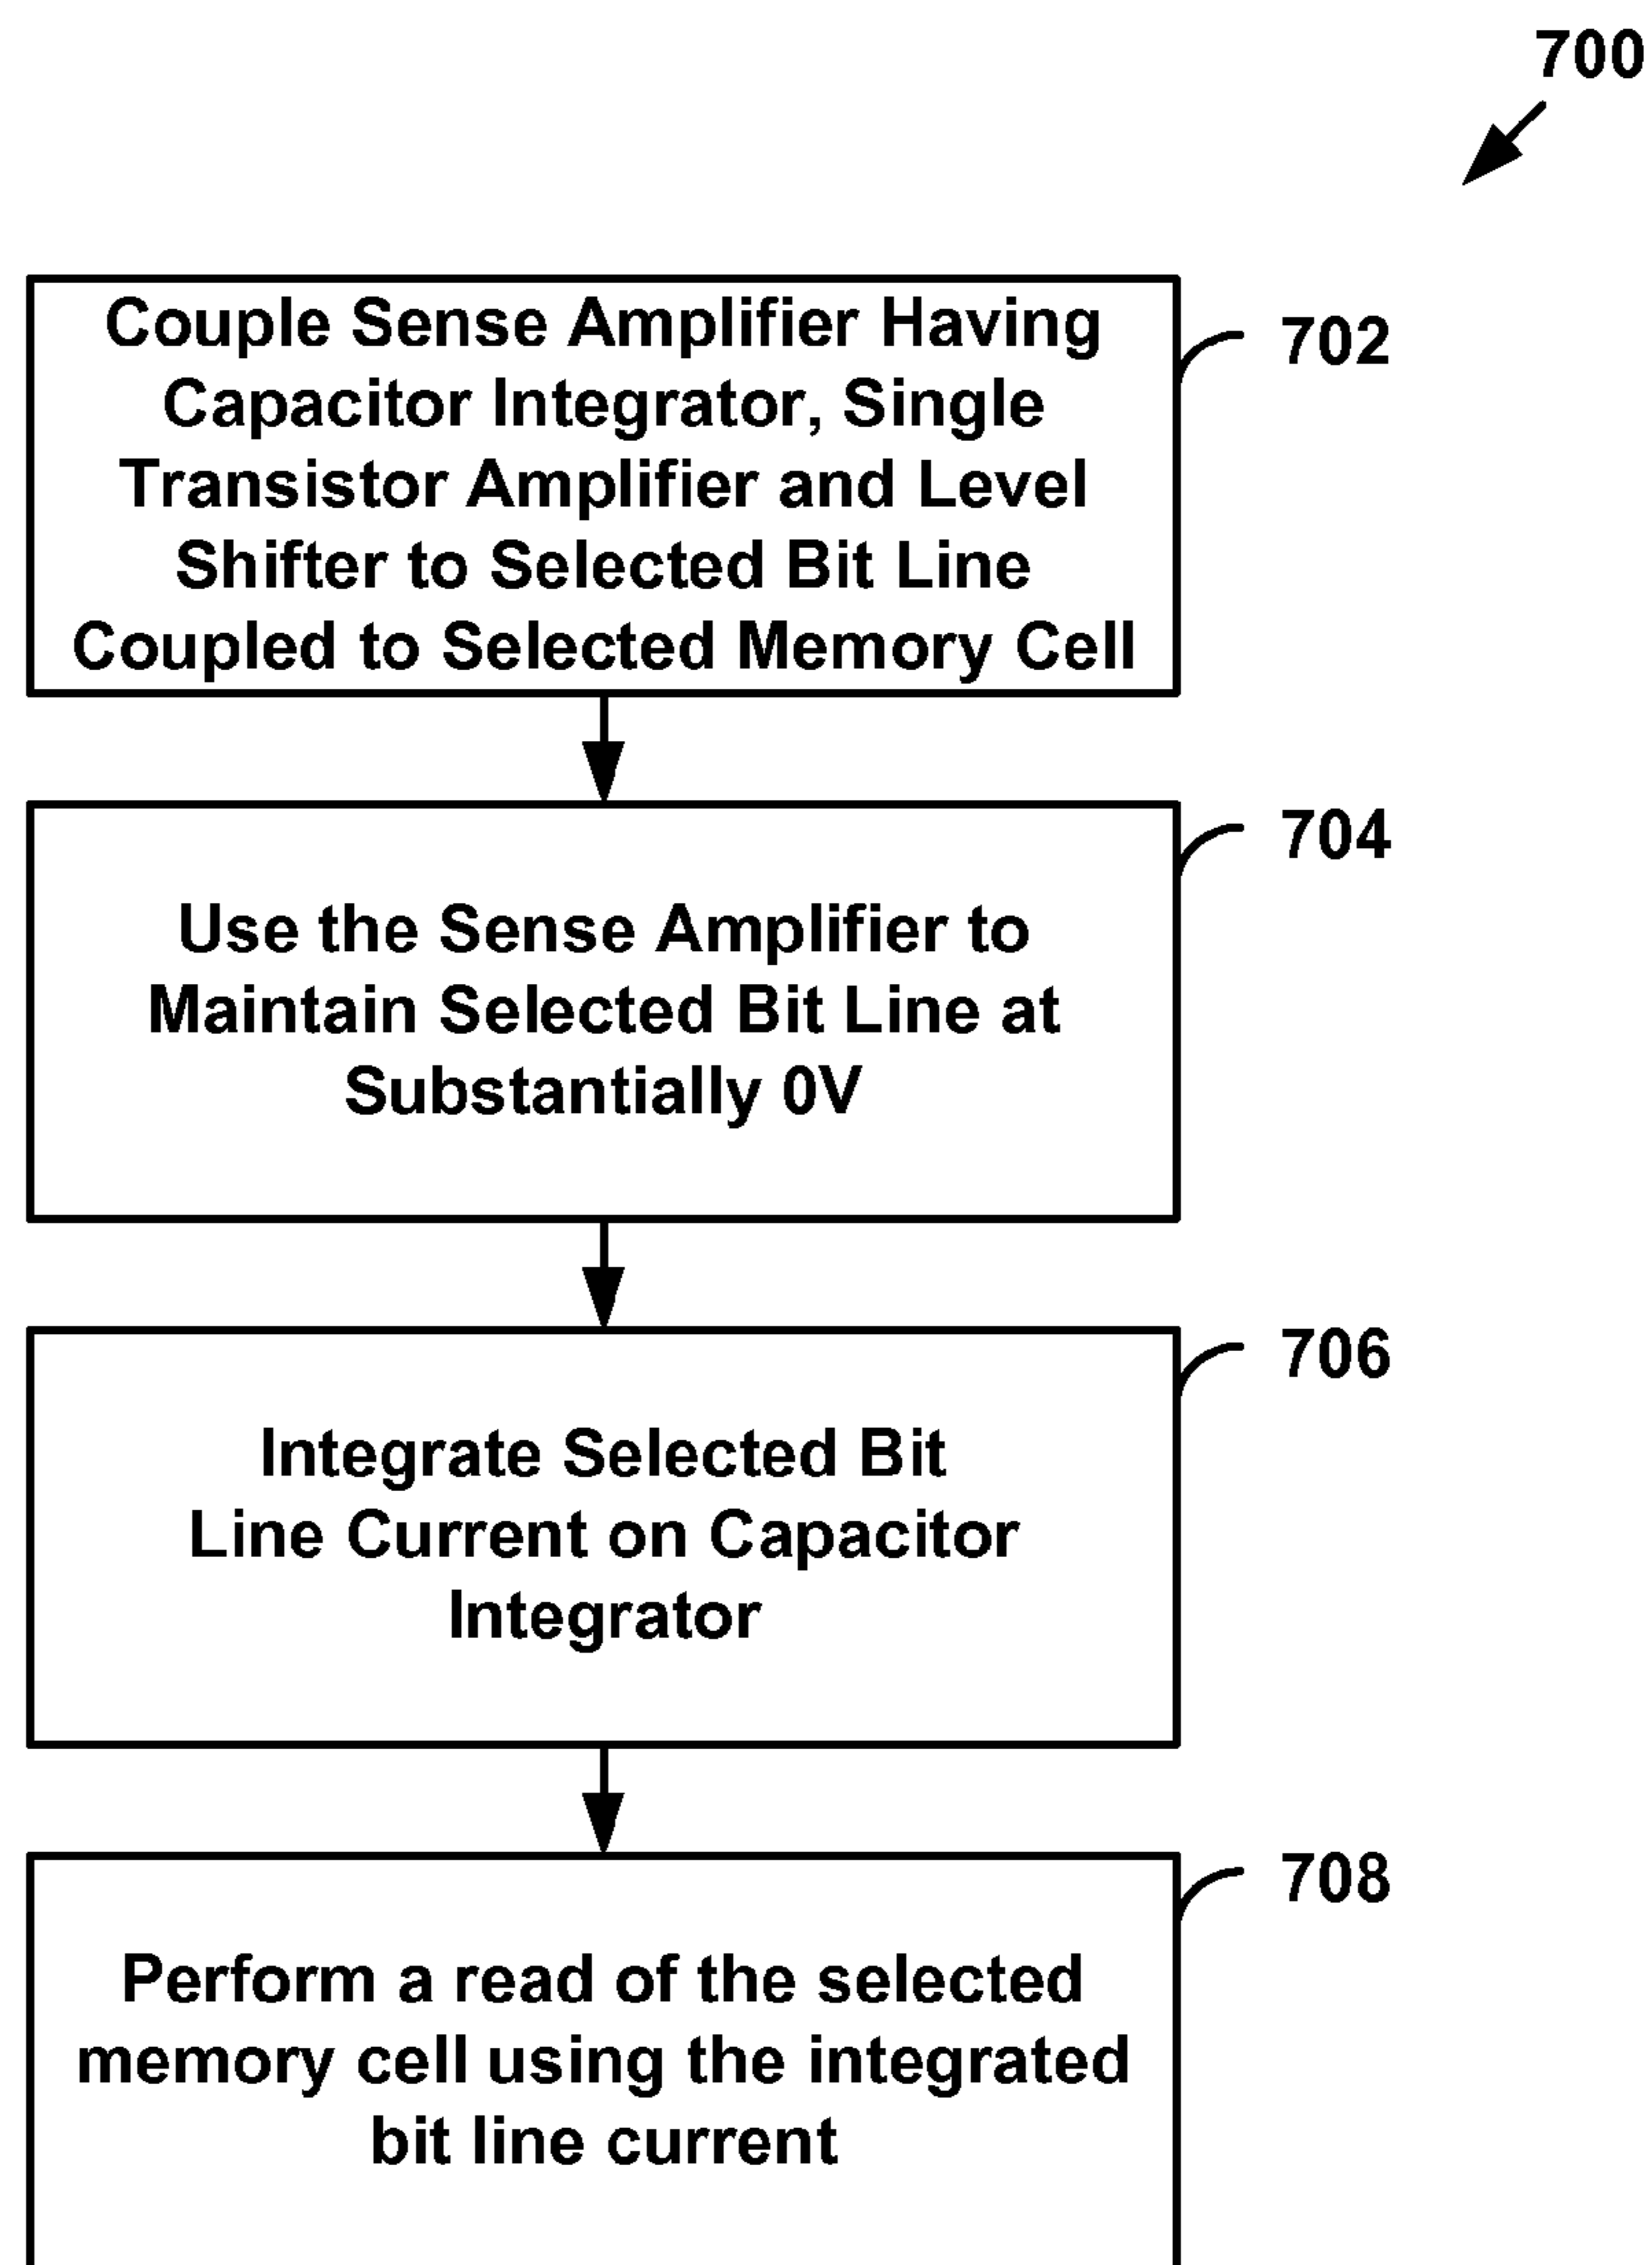 700
Couple Sense Amplifier Having
Capacitor Integrator, Single
Transistor Amplifier and Level
Shifter to Selected Bit Line
Coupled to Selected Memory Cell
702
Use the Sense Amplifier to
Maintain Selected Bit Line at
Substantially 0V
704
Integrate Selected Bit
Line Current on Capacitor
Integrator
706
Perform a read of the selected
memory cell using the integrated
bit line current
708